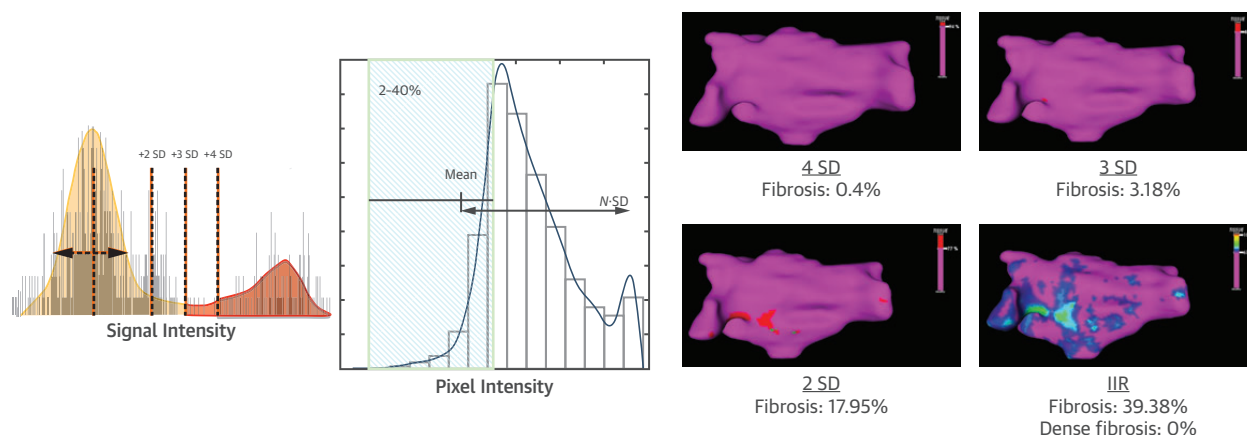 +2 SD
+3 SD
+4 SD
Signal Intensity
2-40%
Mean
N·SD
Pixel Intensity
4 SD
Fibrosis: 0.4%
3 SD
Fibrosis: 3.18%
2 SD
Fibrosis: 17.95%
IIR
Fibrosis: 39.38%
Dense fibrosis: 0%